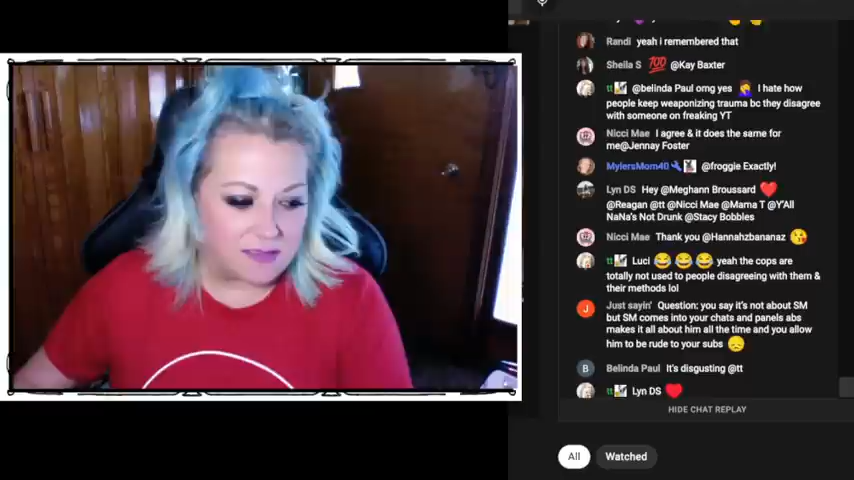 Randi yeah i remembered that
Sheila S 💯 @Kay Baxter
tt @belinda Paul omg yes 🤦 I hate how
people keep weaponizing trauma bc they disagree
with someone on freaking YT
Nicci Mae I agree & it does the same for
me@Jennay Foster
MylersMom40 @froggie Exactly!
Lyn DS Hey @Meghann Broussard ❤️
@Reagan @tt @Nicci Mae @Mama T @Y'All
NaNa's Not Drunk @Stacy Bobbles
Nicci Mae Thank you @Hannahzbananaz 😘
tt Luci 😂 😂 😂 yeah the cops are
totally not used to people disagreeing with them &
their methods lol
J Just sayin' Question: you say it's not about SM
but SM comes into your chats and panels abs
makes it all about him all the time and you allow
him to be rude to your subs 😞
B Belinda Paul It's disgusting @tt
tt Lyn DS ❤️
HIDE CHAT REPLAY
All Watched